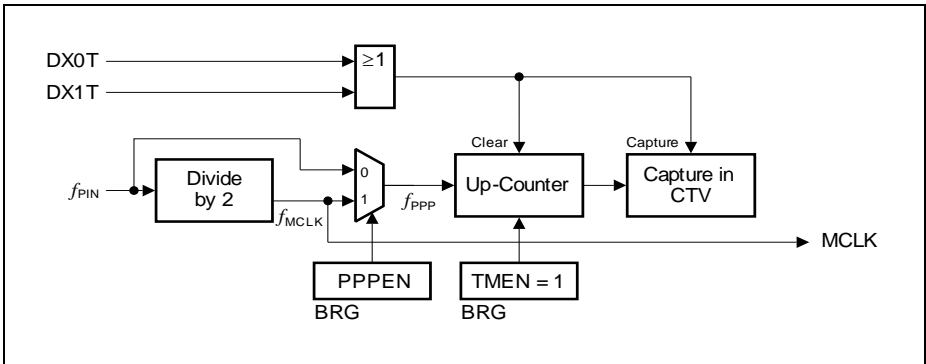 DX0T
DX1T
≥1
Clear
Capture
fPIN
Divide
by 2
fMCLK
0
1
fPPP
Up-Counter
Capture in
CTV
MCLK
PPPEN
BRG
TMEN = 1
BRG